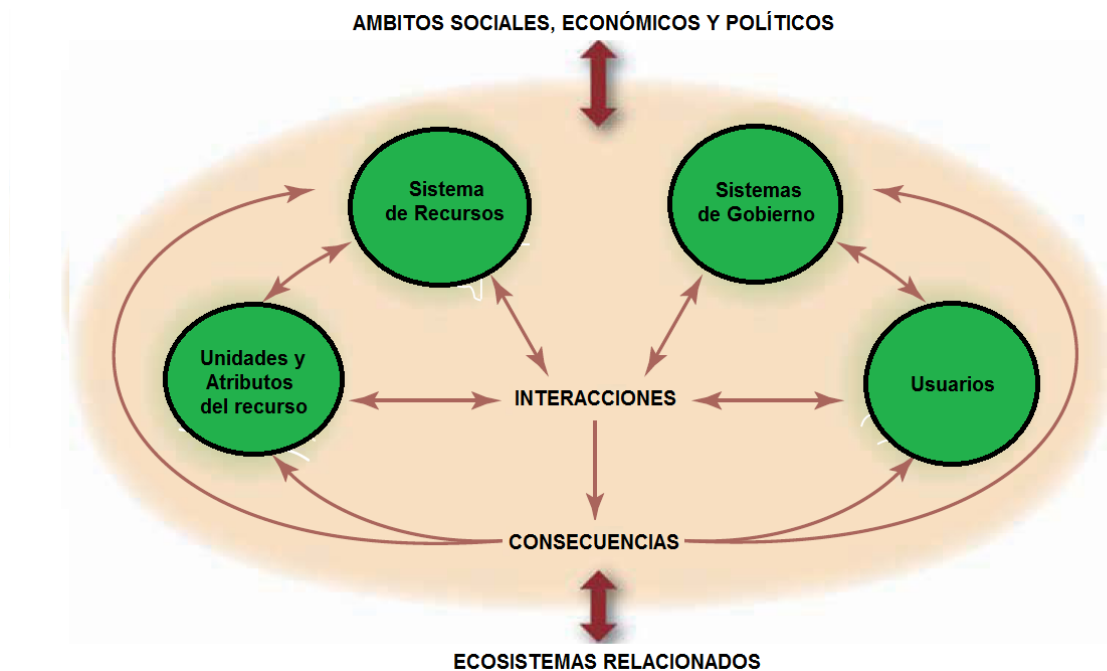 AMBITOS SOCIALES, ECONÓMICOS Y POLÍTICOS
Sistema
de Recursos
Sistemas
de Gobierno
Unidades y
Atributos
del recurso
INTERACCIONES
Usuarios
CONSECUENCIAS
ECOSISTEMAS RELACIONADOS